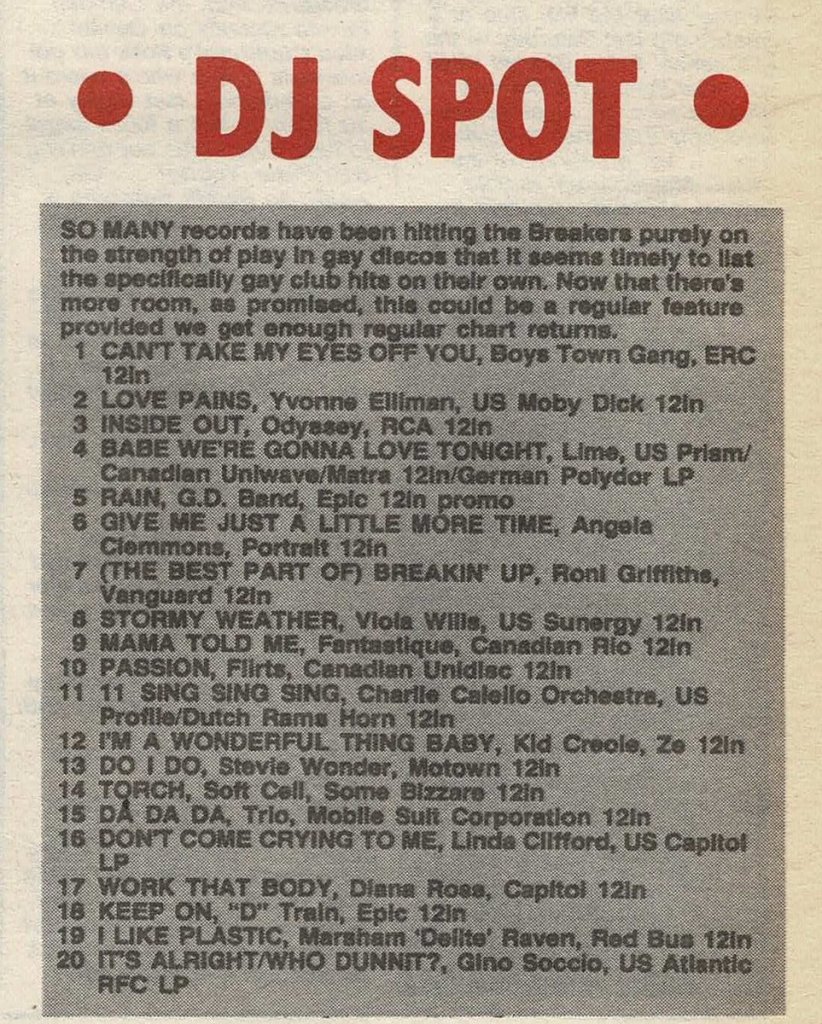 • DJ SPOT •
SO MANY records have been hitting the Breakers purely on
the strength of play in gay discos that it seems timely to list
the specifically gay club hits on their own. Now that there's
more room, as promised, this could be a regular feature
provided we get enough regular chart returns.
1 CAN'T TAKE MY EYES OFF YOU, Boys Town Gang, ERC
12in
2 LOVE PAINS, Yvonne Elliman, US Moby Dick 12in
3 INSIDE OUT, Odyssey, RCA 12in
4 BABE WE'RE GONNA LOVE TONIGHT, Lime, US Prism/
Canadian Uniwave/Matra 12in/German Polydor LP
5 RAIN, G.D. Band, Epic 12in promo
6 GIVE ME JUST A LITTLE MORE TIME, Angela
Clemmons, Portrait 12in
7 (THE BEST PART OF) BREAKIN' UP, Roni Griffiths,
Vanguard 12in
8 STORMY WEATHER, Viola Wills, US Sunergy 12in
9 MAMA TOLD ME, Fantastique, Canadian Rio 12in
10 PASSION, Flirts, Canadian Unidisc 12in
11 11 SING SING SING, Charlie Calello Orchestra, US
Profile/Dutch Rams Horn 12in
12 I'M A WONDERFUL THING BABY, Kid Creole, Ze 12in
13 DO I DO, Stevie Wonder, Motown 12in
14 TORCH, Soft Cell, Some Bizzare 12in
15 DA DA DA, Trio, Mobile Suit Corporation 12in
16 DON'T COME CRYING TO ME, Linda Clifford, US Capitol
LP
17 WORK THAT BODY, Diana Ross, Capitol 12in
18 KEEP ON, "D" Train, Epic 12in
19 I LIKE PLASTIC, Marsham 'Delite' Raven, Red Bus 12in
20 IT'S ALRIGHT/WHO DUNNIT?, Gino Soccio, US Atlantic
RFC LP